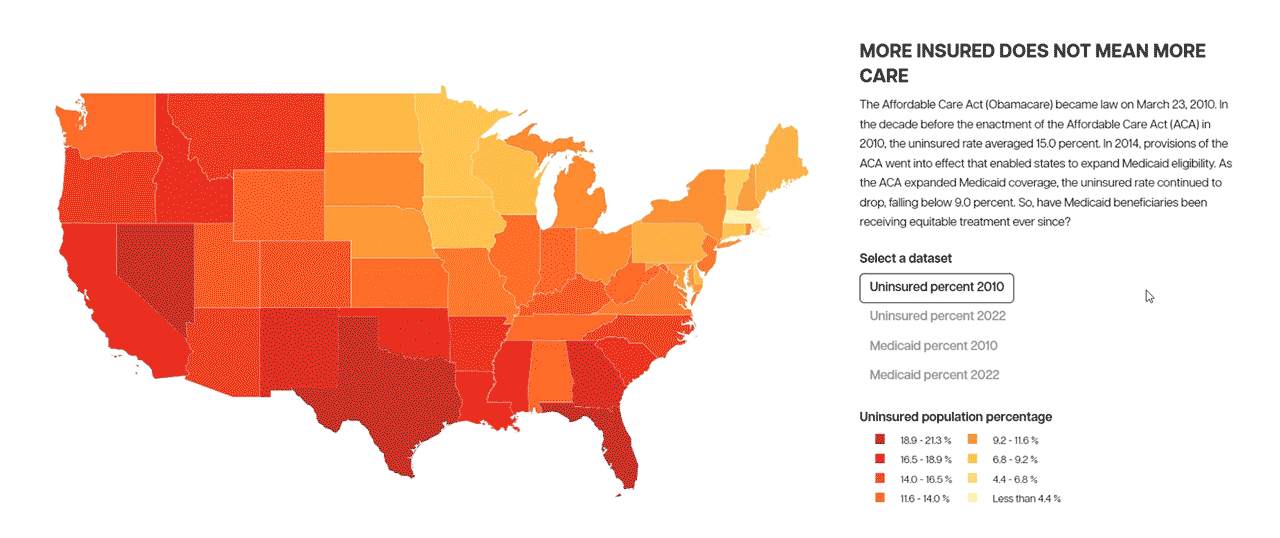 MORE INSURED DOES NOT MEAN MORE
CARE
The Affordable Care Act (Obamacare) became law on March 23, 2010. In
the decade before the enactment of the Affordable Care Act (ACA) in
2010, the uninsured rate averaged 15.0 percent. In 2014, provisions of the
ACA went into effect that enabled states to expand Medicaid eligibility. As
the ACA expanded Medicaid coverage, the uninsured rate continued to
drop, falling below 9.0 percent. So, have Medicaid beneficiaries been
receiving equitable treatment ever since?
Select a dataset
Uninsured percent 2010
Uninsured percent 2022
Medicaid percent 2010
Medicaid percent 2022
Uninsured population percentage
18.9 - 21.3 %
16.5 - 18.9 %
14.0 - 16.5 %
11.6 - 14.0 %
9.2 - 11.6 %
6.8 - 9.2 %
4.4 - 6.8 %
Less than 4.4 %